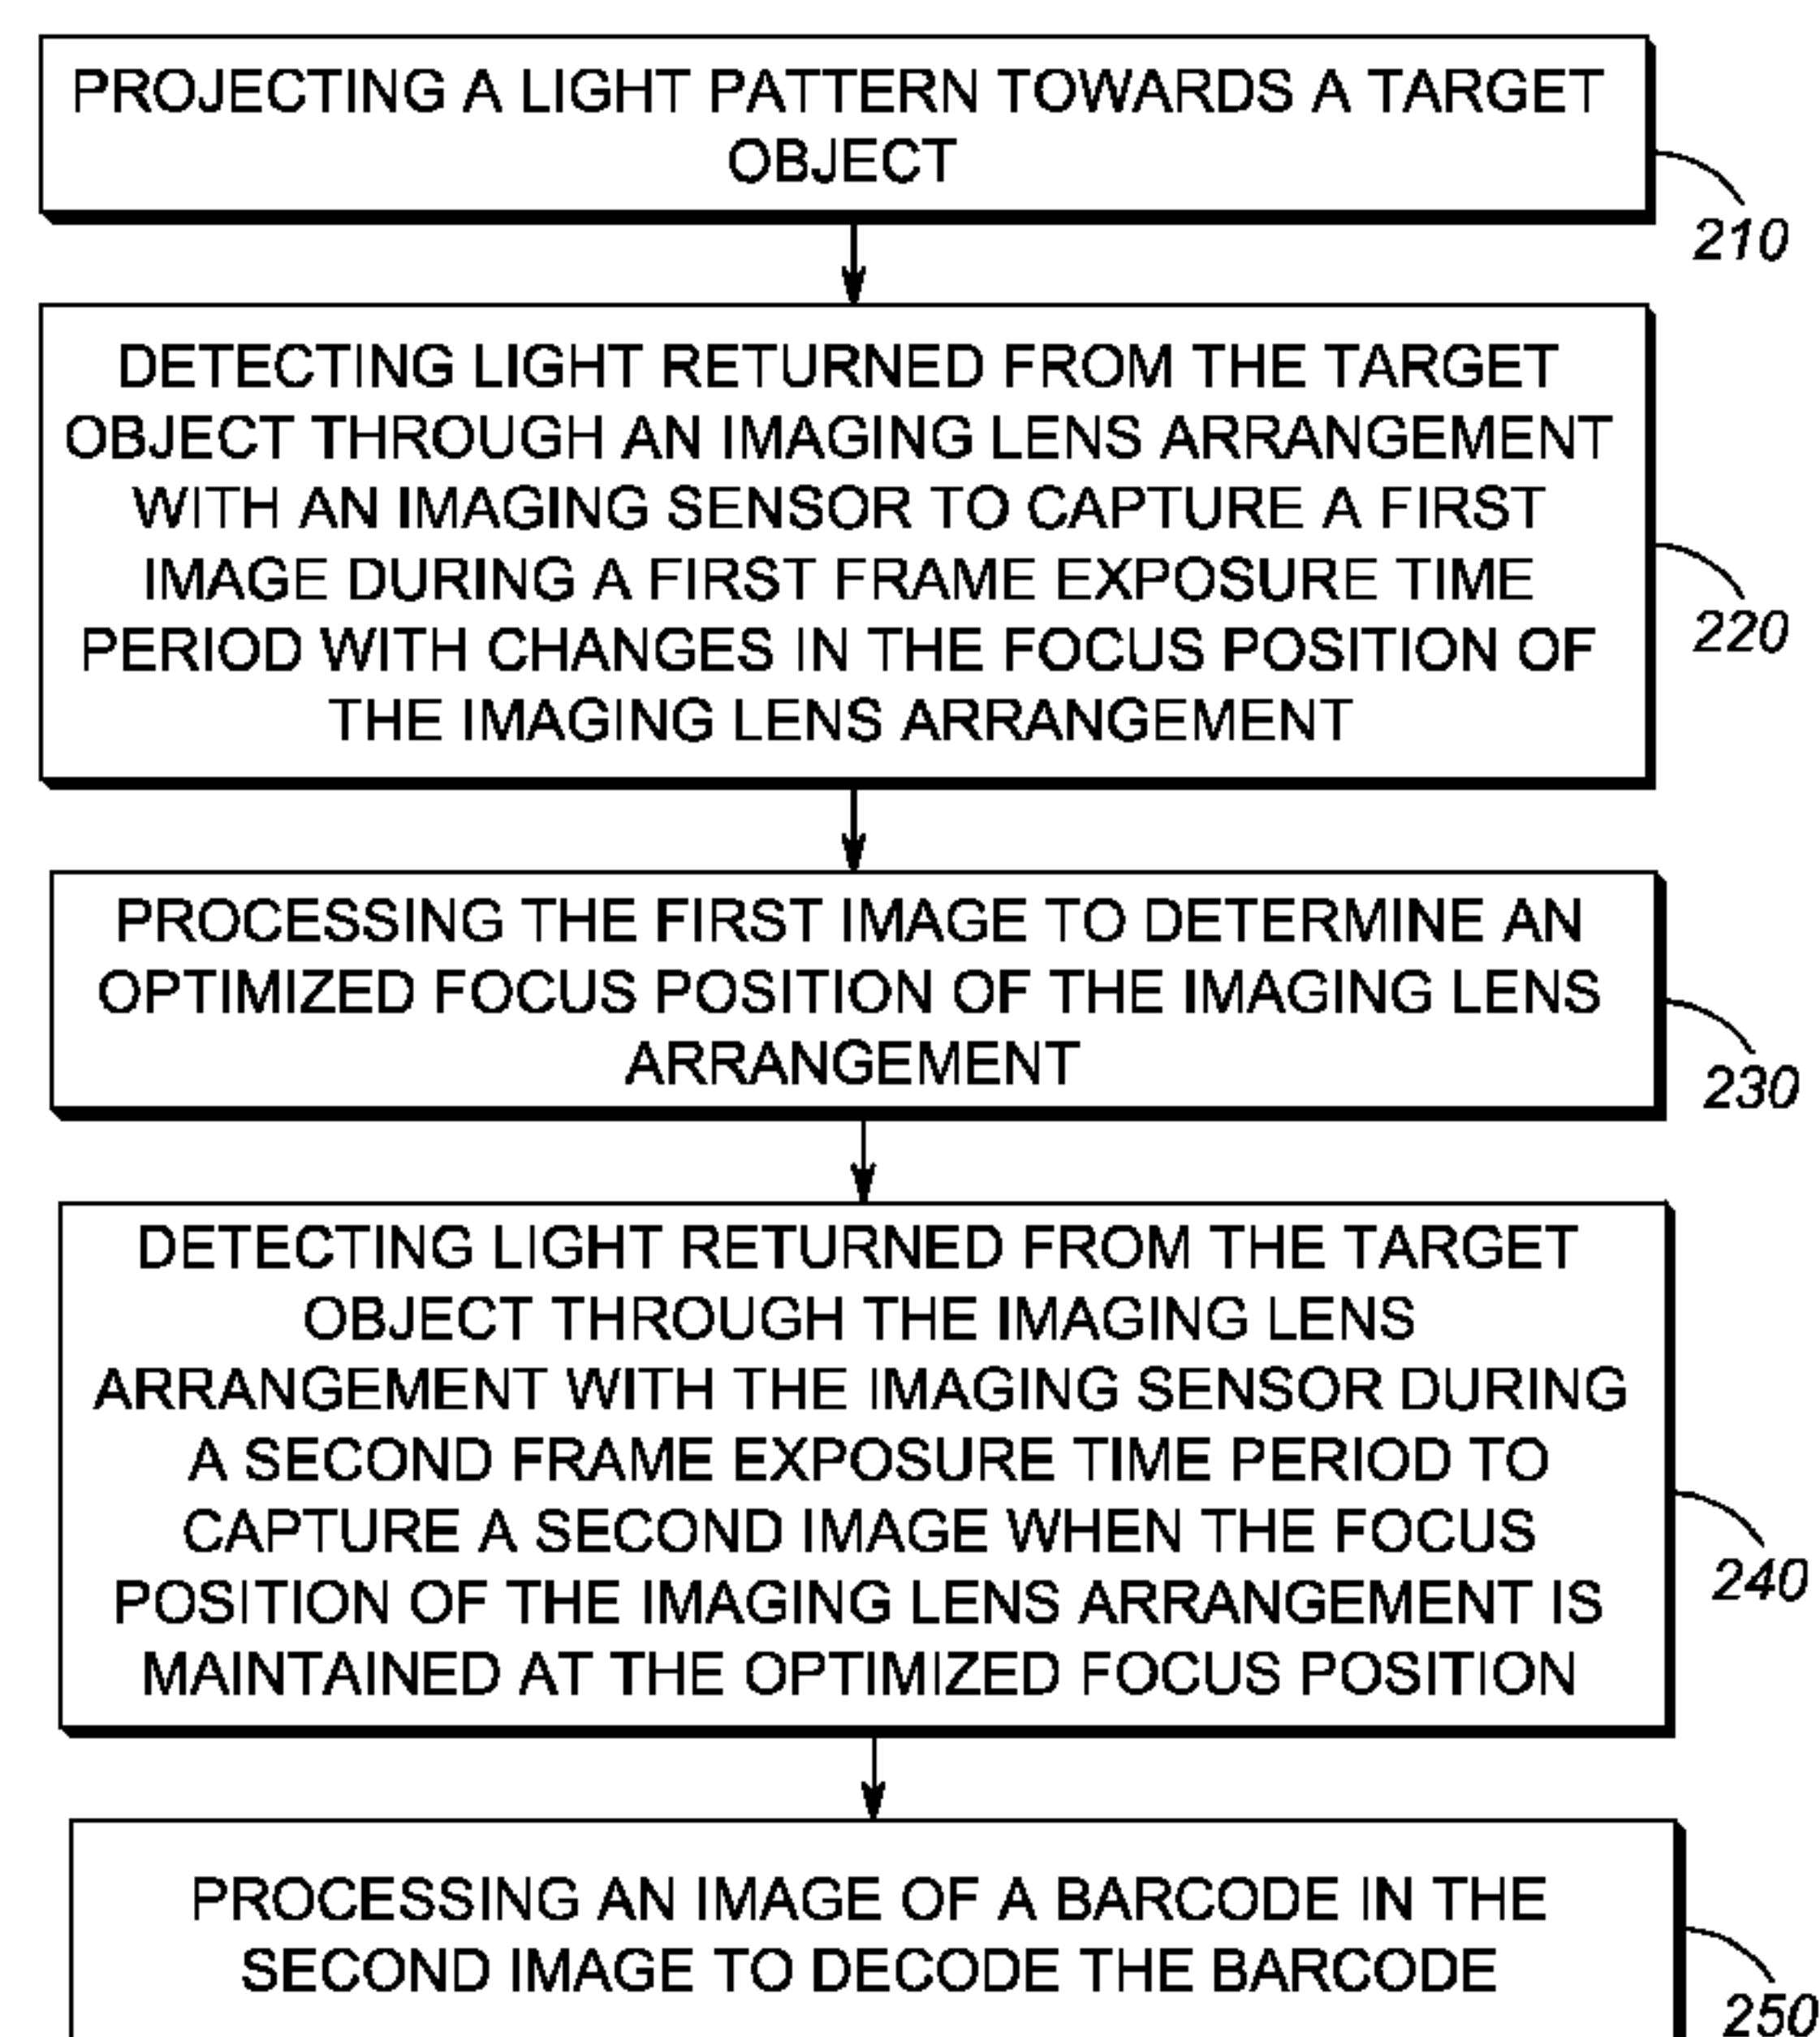 PROJECTING A LIGHT PATTERN TOWARDS A TARGET
OBJECT
210
DETECTING LIGHT RETURNED FROM THE TARGET
OBJECT THROUGH AN IMAGING LENS ARRANGEMENT
WITH AN IMAGING SENSOR TO CAPTURE A FIRST
IMAGE DURING A FIRST FRAME EXPOSURE TIME
PERIOD WITH CHANGES IN THE FOCUS POSITION OF
THE IMAGING LENS ARRANGEMENT
220
PROCESSING THE FIRST IMAGE TO DETERMINE AN
OPTIMIZED FOCUS POSITION OF THE IMAGING LENS
ARRANGEMENT
230
DETECTING LIGHT RETURNED FROM THE TARGET
OBJECT THROUGH THE IMAGING LENS
ARRANGEMENT WITH THE IMAGING SENSOR DURING
A SECOND FRAME EXPOSURE TIME PERIOD TO
CAPTURE A SECOND IMAGE WHEN THE FOCUS
POSITION OF THE IMAGING LENS ARRANGEMENT IS
MAINTAINED AT THE OPTIMIZED FOCUS POSITION
240
PROCESSING AN IMAGE OF A BARCODE IN THE
SECOND IMAGE TO DECODE THE BARCODE
250